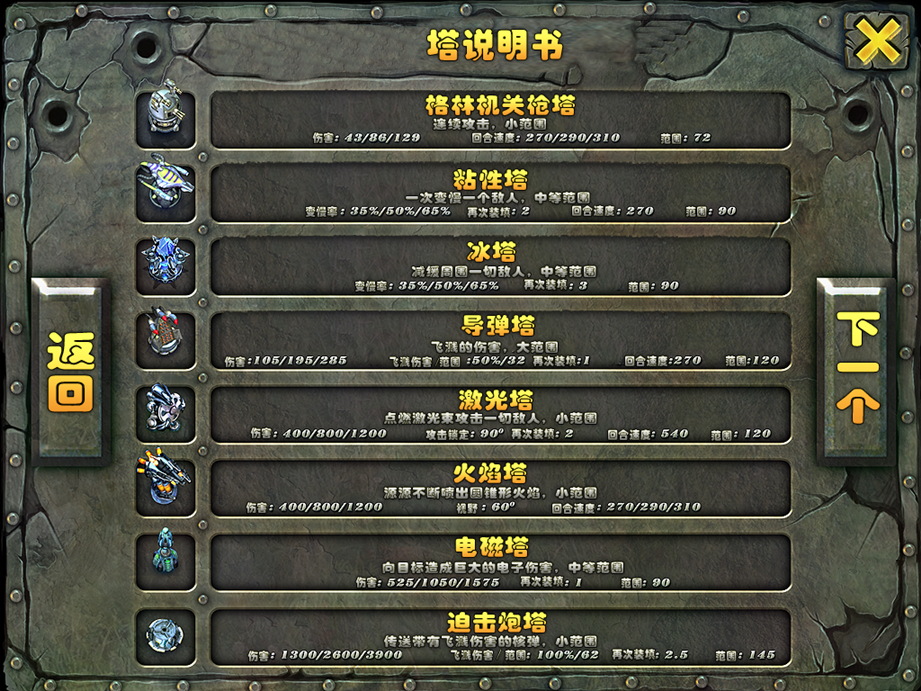 塔说明书
格林机关枪塔
连续攻击，小范围
伤害：43/86/129 回合速度：270/290/310 范围：72
粘性塔
一次变慢一个敌人，中等范围
变慢率：35%/50%/65% 再次装填：2 回合速度：270 范围：90
冰塔
减缓周围一切敌人，中等范围
变慢率：35%/50%/65% 再次装填：3 范围：90
返回
下一个
导弹塔
飞溅的伤害，大范围
伤害:105/195/285 飞溅伤害/范围:50%/32 再次装填:1 回合速度:270 范围:120
激光塔
点燃激光束攻击一切敌人，小范围
伤害：400/800/1200 攻击锁定：90° 再次装填：2 回合速度：540 范围：120
火焰塔
源源不断喷出圆锥形火焰，小范围
伤害：400/800/1200 视野：60° 回合速度：270/290/310
电磁塔
向目标造成巨大的电子伤害，中等范围
伤害：525/1050/1575 再次装填：1 范围：90
迫击炮塔
传送带有飞溅伤害的核弹，小范围
伤害：1300/2600/3900 飞溅伤害/范围：100%/62 再次装填：2.5 范围：145